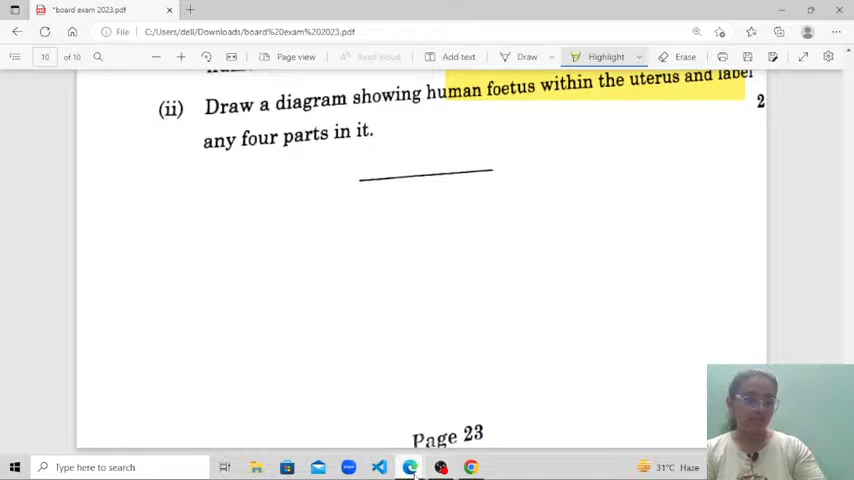 *board exam 2023.pdf
File
C:/Users/dell/Downloads/board%20exam%202023.pdf
10 of 10
Page view
Read aloud
Add text
Draw
Highlight
Erase
(ii) Draw a diagram showing human foetus within the uterus and label
any four parts in it.
2
Page 23
Type here to search
31°C Haze